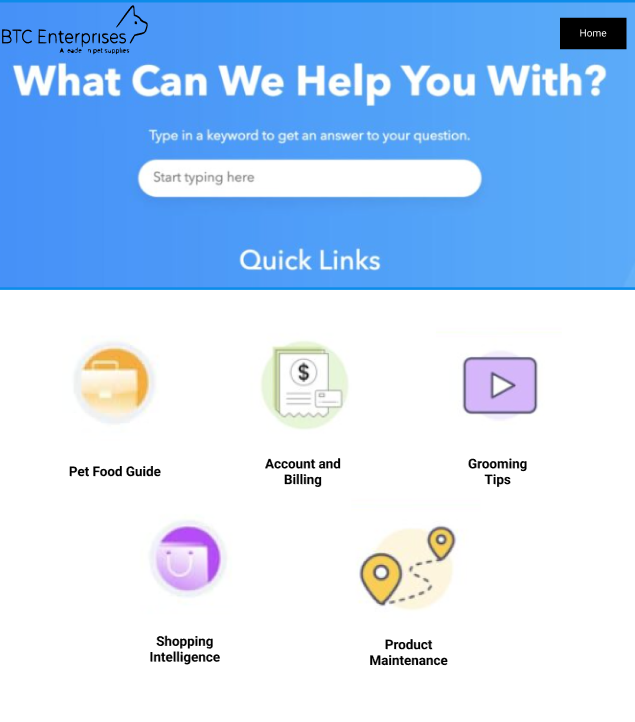 BTC Enterprises
A leader in pet supplies
Home
What Can We Help You With?
Type in a keyword to get an answer to your question.
Start typing here
Quick Links
$
Pet Food Guide
Account and
Billing
Grooming
Tips
Shopping
Intelligence
Product
Maintenance